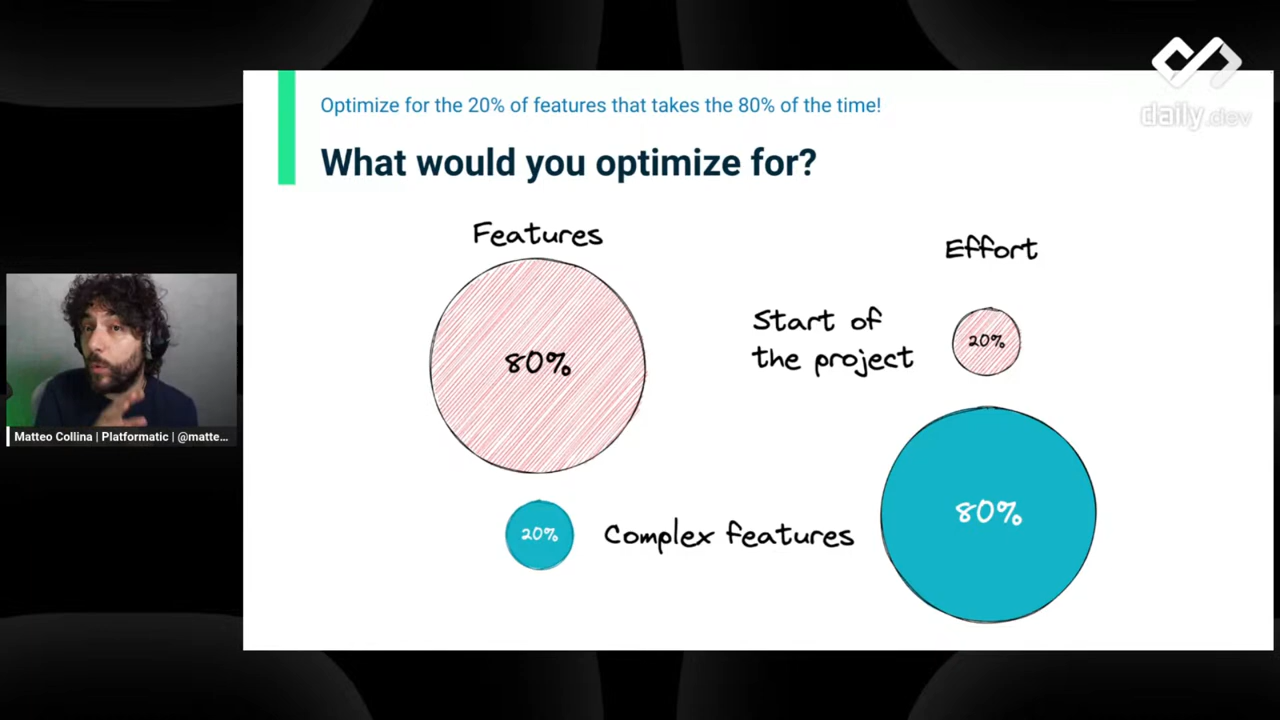 daily.dev
Optimize for the 20% of features that takes the 80% of the time!
What would you optimize for?
Features
Effort
80%
Start of
the project
20%
20%
Complex features
80%
Matteo Collina | Platformatic | @matte...